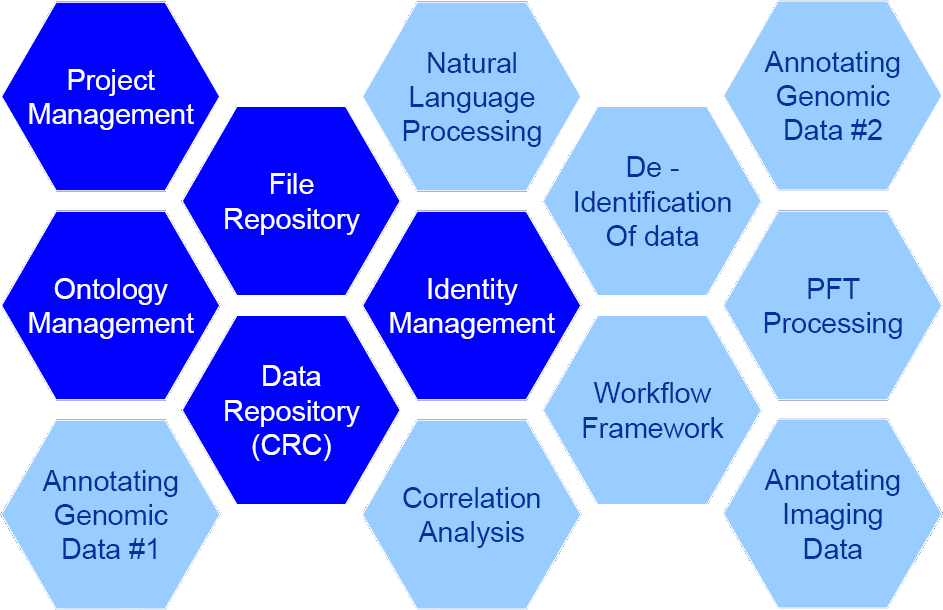 Project
Management
File
Repository
Ontology
Management
Data
Repository
(CRC)
Annotating
Genomic
Data #1
Natural
Language
Processing
Identity
Management
Correlation
Analysis
De -
Identification
Of data
Workflow
Framework
Annotating
Genomic
Data #2
PFT
Processing
Annotating
Imaging
Data